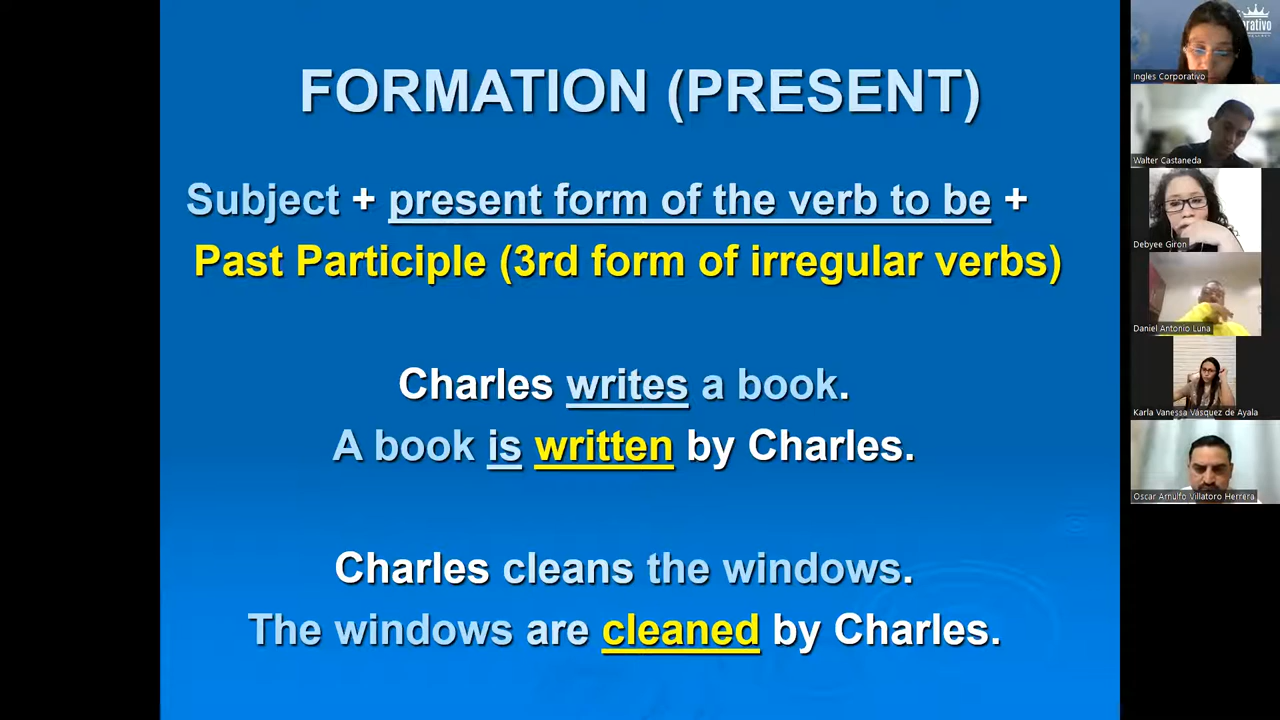 FORMATION (PRESENT)
Subject + present form of the verb to be +
Past Participle (3rd form of irregular verbs)
Charles writes a book.
A book is written by Charles.
Charles cleans the windows.
The windows are cleaned by Charles.
Ingles Corporativo
Walter Castaneda
Debyee Giron
Daniel Antonio Luna
Karla Vanessa Vásquez de Ayala
Oscar Arnulfo Villatoro Herrera